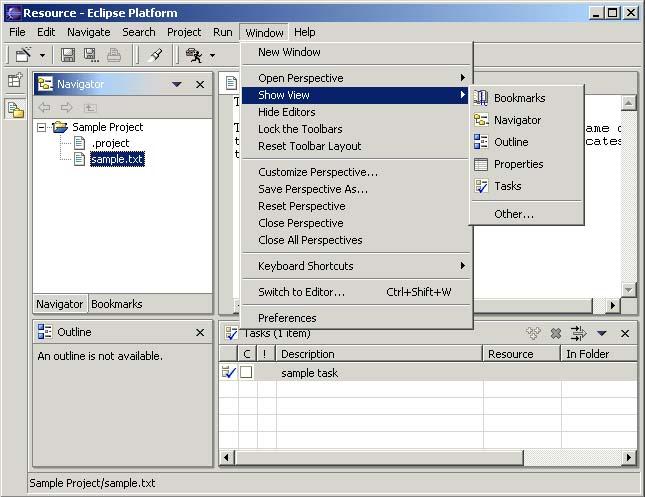 Resource - Eclipse Platform
File Edit Navigate Search Project Run Window Help
Navigator
Sample Project
.project
sample.txt
Navigator Bookmarks
New Window
Open Perspective
Show View
Hide Editors
Lock the Toolbars
Reset Toolbar Layout
Customize Perspective...
Save Perspective As...
Reset Perspective
Close Perspective
Close All Perspectives
Keyboard Shortcuts
Switch to Editor... Ctrl+Shift+W
Preferences
Bookmarks
Navigator
Outline
Properties
Tasks
Other...
Outline
An outline is not available.
Tasks (1 item)
C ! Description Resource In Folder
sample task
Sample Project/sample.txt